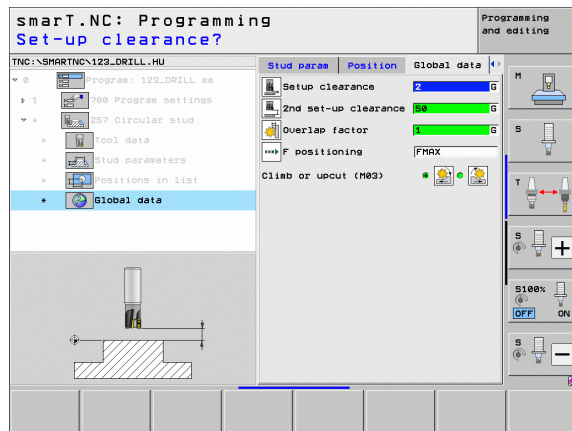 smarT.NC: Programming
Set-up clearance?
Programming
and editing
TNC:\SMARTNC\123_DRILL.HU
0 Program: 123_DRILL mm
1 700 Program settings
* 257 Circular stud
* Tool data
* Stud parameters
* Positions in list
* Global data
Stud param Position Global data
Setup clearance 2 G
2nd set-up clearance 50 G
Overlap factor 1 G
F positioning FMAX
Climb or upcut (M03)
M
S
T
S
+
S100%
OFF ON
S
−